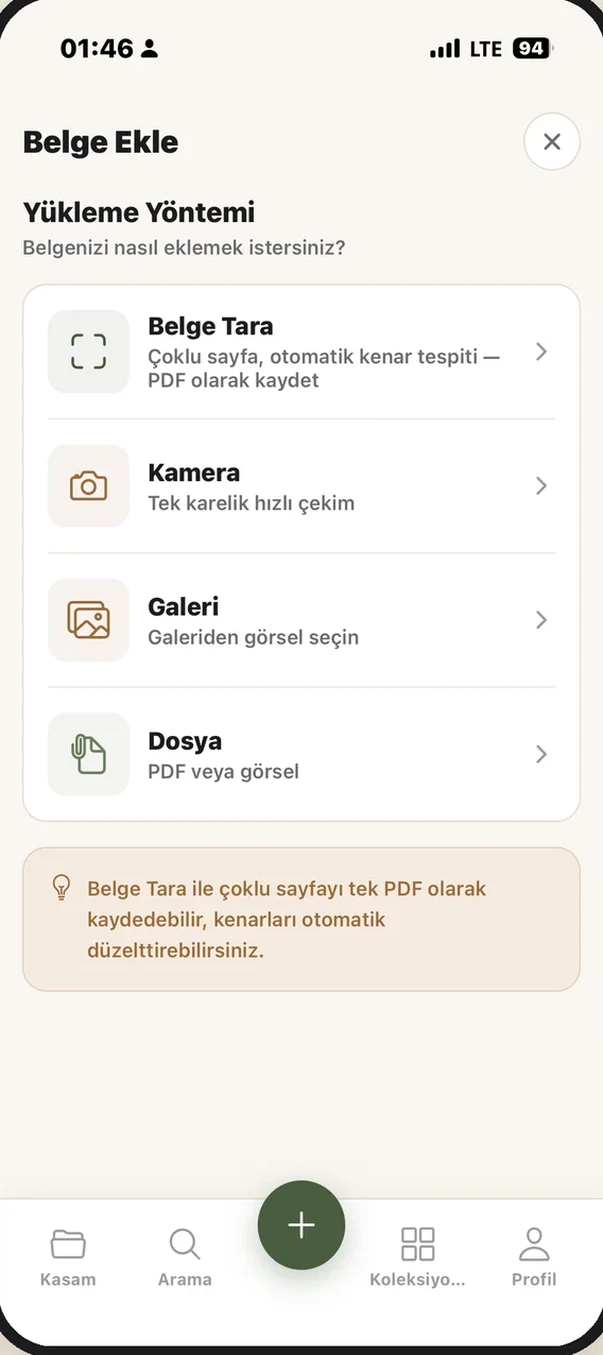 01:46
LTE 94
Belge Ekle
Yükleme Yöntemi
Belgenizi nasıl eklemek istersiniz?
Belge Tara
Çoklu sayfa, otomatik kenar tespiti —
PDF olarak kaydet
Kamera
Tek karelik hızlı çekim
Galeri
Galeriden görsel seçin
Dosya
PDF veya görsel
Belge Tara ile çoklu sayfayı tek PDF olarak
kaydedebilir, kenarları otomatik
düzelttirebilirsiniz.
Kasam
Arama
Koleksiyo...
Profil